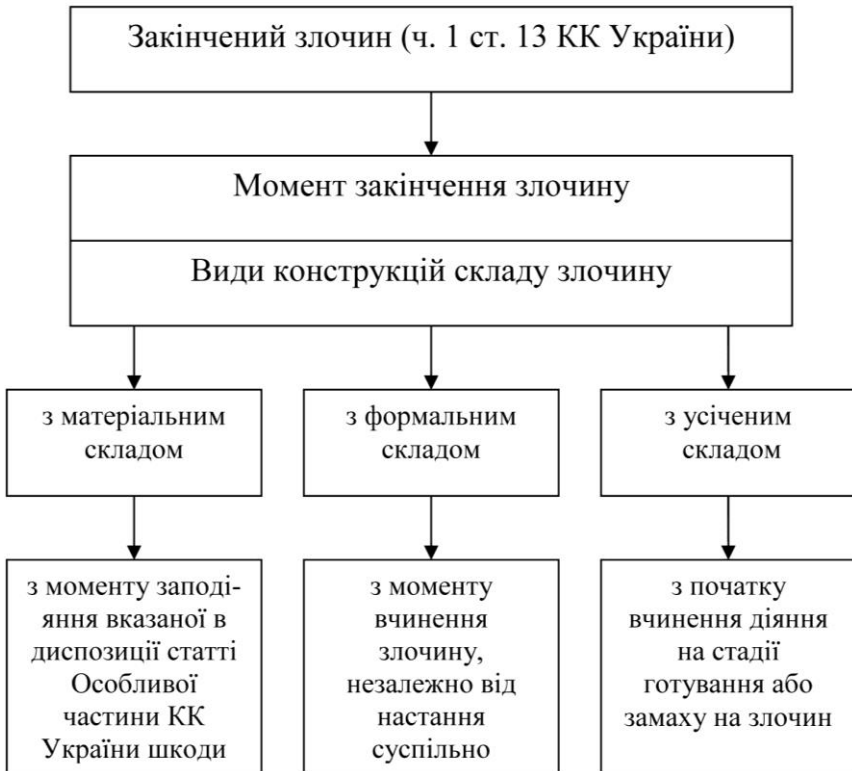 Закінчений злочин (ч. 1 ст. 13 КК України)
Момент закінчення злочину
Види конструкцій складу злочину
з матеріальним
складом
з формальним
складом
з усіченим
складом
з моменту заподі-
яння вказаної в
диспозиції статті
Особливої
частини КК
України шкоди
з моменту
вчинення
злочину,
незалежно від
настання
суспільно
з початку
вчинення діяння
на стадії
готування або
замаху на злочин